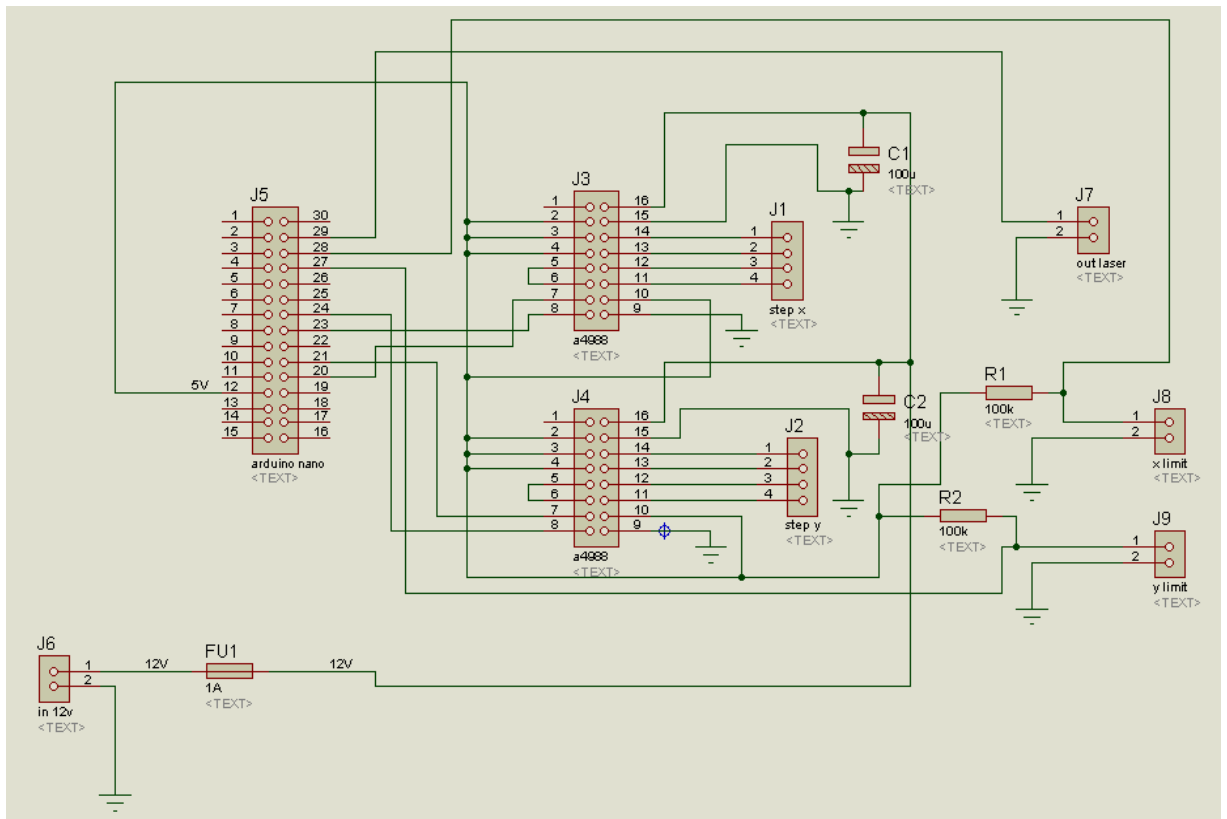 J5
1 30
2 29
3 28
4 27
5 26
6 25
7 24
8 23
9 22
10 21
11 20
12 19
13 18
14 17
15 16
5V
arduino nano
<TEXT>
J3
1 16
2 15
3 14
4 13
5 12
6 11
7 10
8 9
a4988
<TEXT>
C1
100u
<TEXT>
J1
1
2
3
4
step x
<TEXT>
J7
1
2
out laser
<TEXT>
J4
1 16
2 15
3 14
4 13
5 12
6 11
7 10
8 9
a4988
<TEXT>
C2
100u
<TEXT>
J2
1
2
3
4
step y
<TEXT>
R1
100k
<TEXT>
J8
1
2
x limit
<TEXT>
R2
100k
<TEXT>
J9
1
2
y limit
<TEXT>
J6
1
2
in 12v
<TEXT>
12V
FU1
1A
<TEXT>
12V